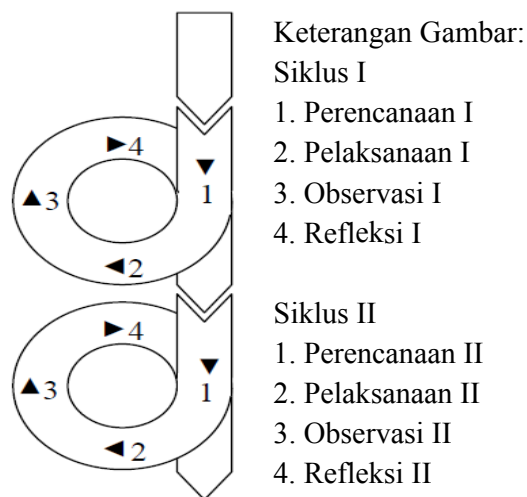 Keterangan Gambar:
Siklus I
1. Perencanaan I
2. Pelaksanaan I
3. Observasi I
4. Refleksi I
Siklus II
1. Perencanaan II
2. Pelaksanaan II
3. Observasi II
4. Refleksi II
►4
▼
1
▲3
◄2
►4
▼
1
▲3
◄2